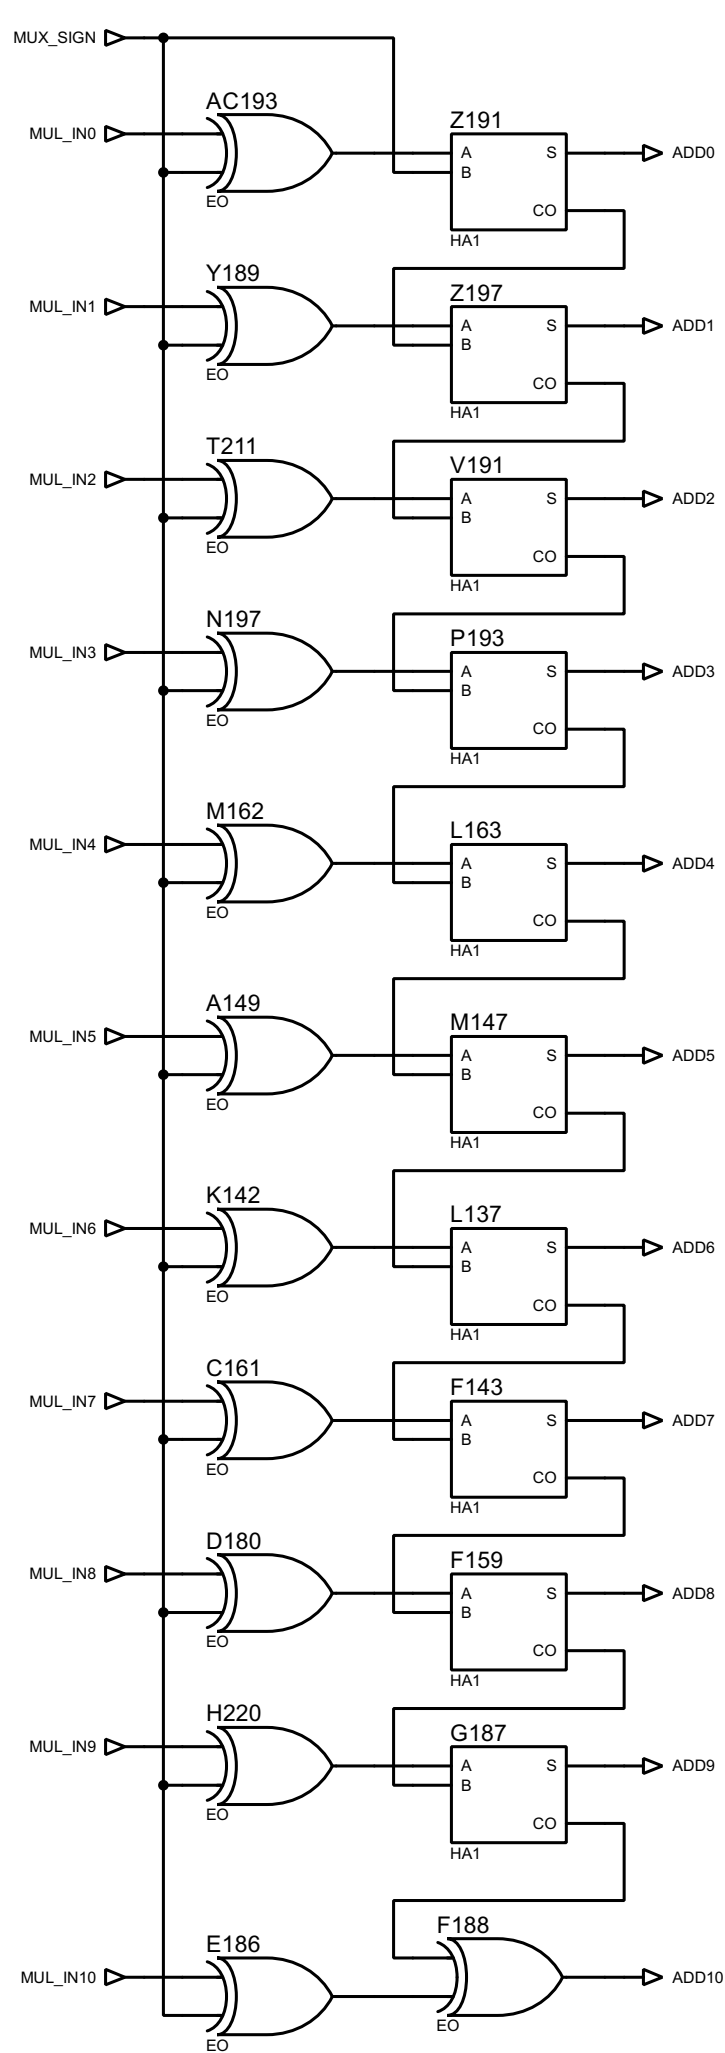 MUX_SIGN
AC193
MUL_IN0
EO
Z191
A S
B
CO
HA1
ADD0
Y189
MUL_IN1
EO
Z197
A S
B
CO
HA1
ADD1
T211
MUL_IN2
EO
V191
A S
B
CO
HA1
ADD2
N197
MUL_IN3
EO
P193
A S
B
CO
HA1
ADD3
M162
MUL_IN4
EO
L163
A S
B
CO
HA1
ADD4
A149
MUL_IN5
EO
M147
A S
B
CO
HA1
ADD5
K142
MUL_IN6
EO
L137
A S
B
CO
HA1
ADD6
C161
MUL_IN7
EO
F143
A S
B
CO
HA1
ADD7
D180
MUL_IN8
EO
F159
A S
B
CO
HA1
ADD8
H220
MUL_IN9
EO
G187
A S
B
CO
HA1
ADD9
E186
MUL_IN10
EO
F188
EO
ADD10